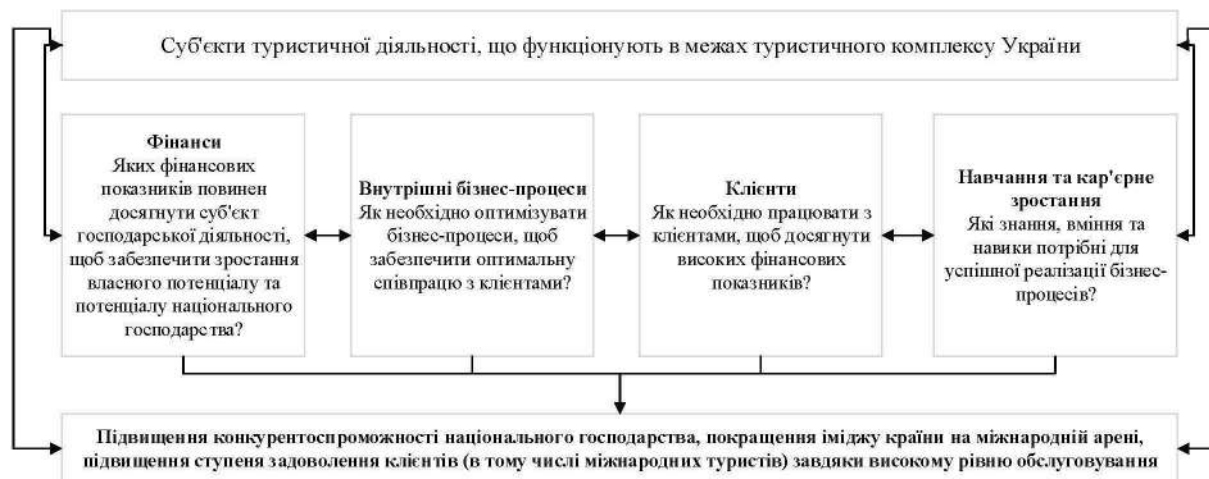 Суб'єкти туристичної діяльності, що функціонують в межах туристичного комплексу України
Фінанси
Яких фінансових
показників повинен
досягнути суб'єкт
господарської діяльності,
щоб забезпечити зростання
власного потенціалу та
потенціалу національного
господарства?
Внутрішні бізнес-процеси
Як необхідно оптимізувати
бізнес-процеси, щоб
забезпечити оптимальну
співпрацю з клієнтами?
Клієнти
Як необхідно працювати з
клієнтами, щоб досягнути
високих фінансових
показників?
Навчання та кар'єрне
зростання
Які знання, вміння та
навики потрібні для
успішної реалізації бізнес-
процесів?
Підвищення конкурентоспроможності національного господарства, покращення іміджу країни на міжнародній арені,
підвищення ступеня задоволення клієнтів (в тому числі міжнародних туристів) завдяки високому рівню обслуговування